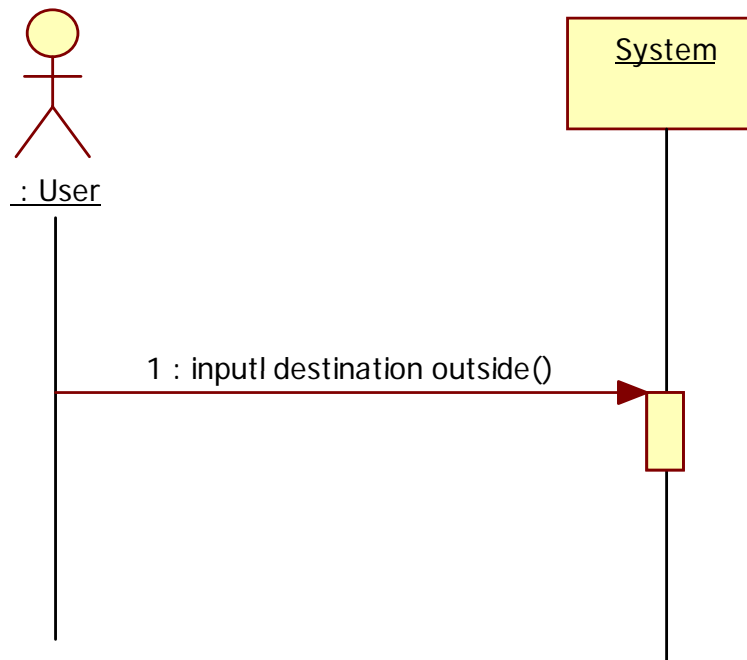 System
: User
1 : inputl destination outside()